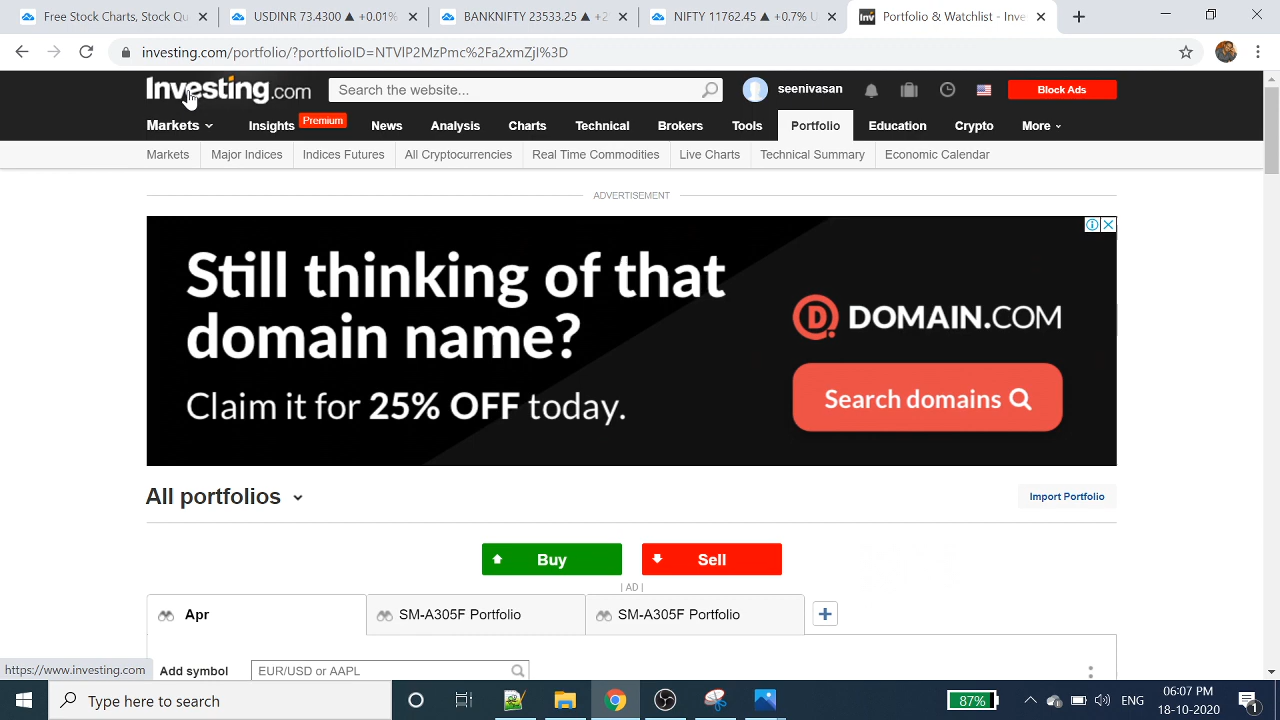 Free Stock Charts, Stoc
USDINR 73.4300 ▲ +0.01%
BANKNIFTY 23533.25 ▲ +2
NIFTY 11762.45 ▲ +0.7% U
Portfolio & Watchlist - Inve
investing.com/portfolio/?portfolioID=NTVlP2MzPmc%2Fa2xmZjI%3D
Investing.com
Search the website...
seenivasan
Block Ads
Markets
Insights
Premium
News
Analysis
Charts
Technical
Brokers
Tools
Portfolio
Education
Crypto
More
Markets
Major Indices
Indices Futures
All Cryptocurrencies
Real Time Commodities
Live Charts
Technical Summary
Economic Calendar
ADVERTISEMENT
Still thinking of that
domain name?
Claim it for 25% OFF today.
DOMAIN.COM
Search domains
All portfolios
Import Portfolio
Buy
Sell
| AD |
Apr
SM-A305F Portfolio
SM-A305F Portfolio
Add symbol
EUR/USD or AAPL
https://www.investing.com
Type here to search
87%
ENG
06:07 PM
18-10-2020
1